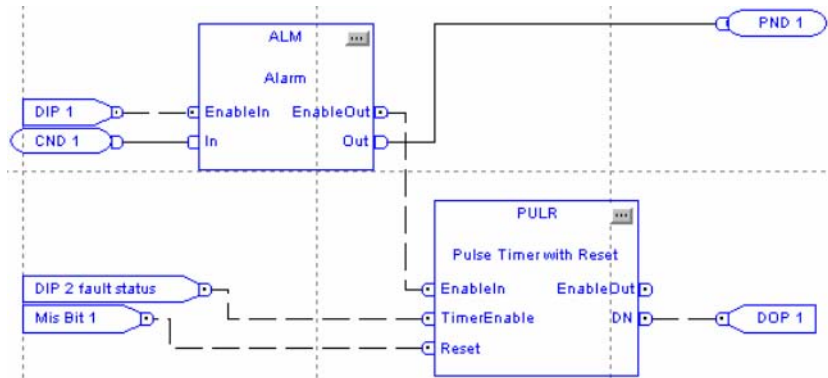 PND 1
ALM
Alarm
DIP 1
EnableIn EnableOut
CND 1
In Out
PULR
Pulse Timer with Reset
DIP 2 fault status
EnableIn EnableOut
Mis Bit 1
TimerEnable DN
DOP 1
Reset